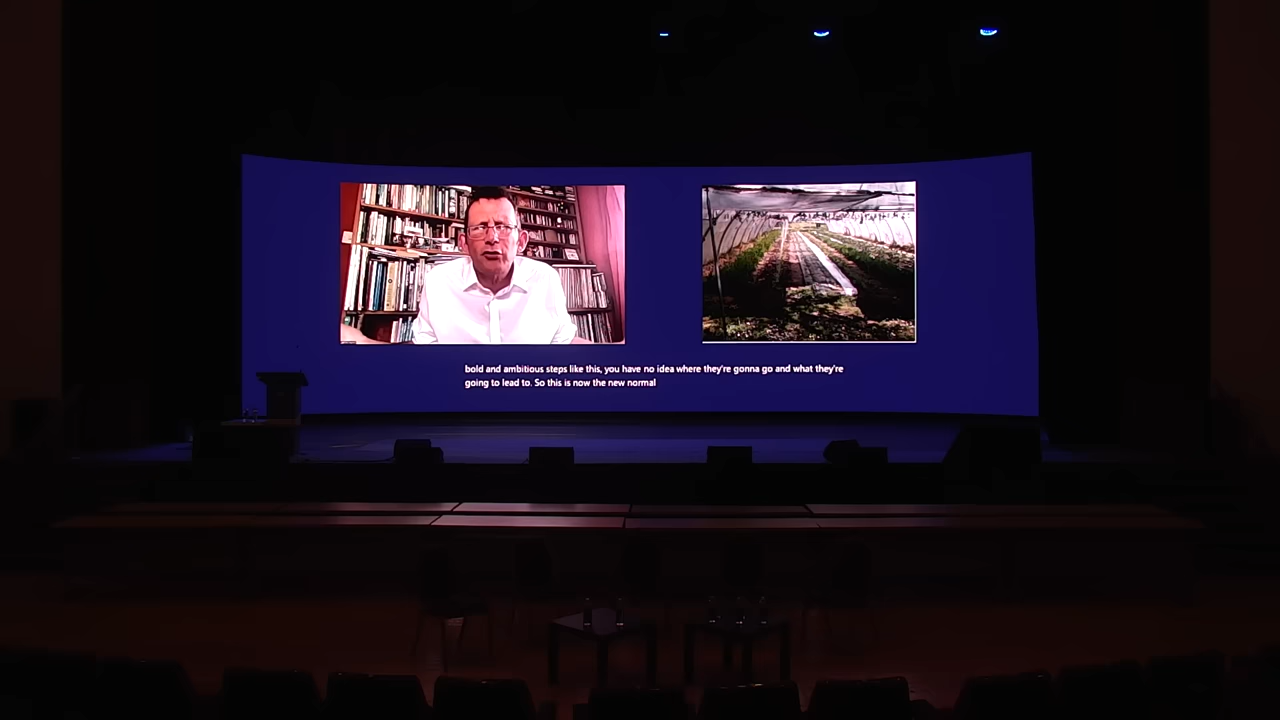 bold and ambitious steps like this, you have no idea where they're gonna go and what they're
going to lead to. So this is now the new normal